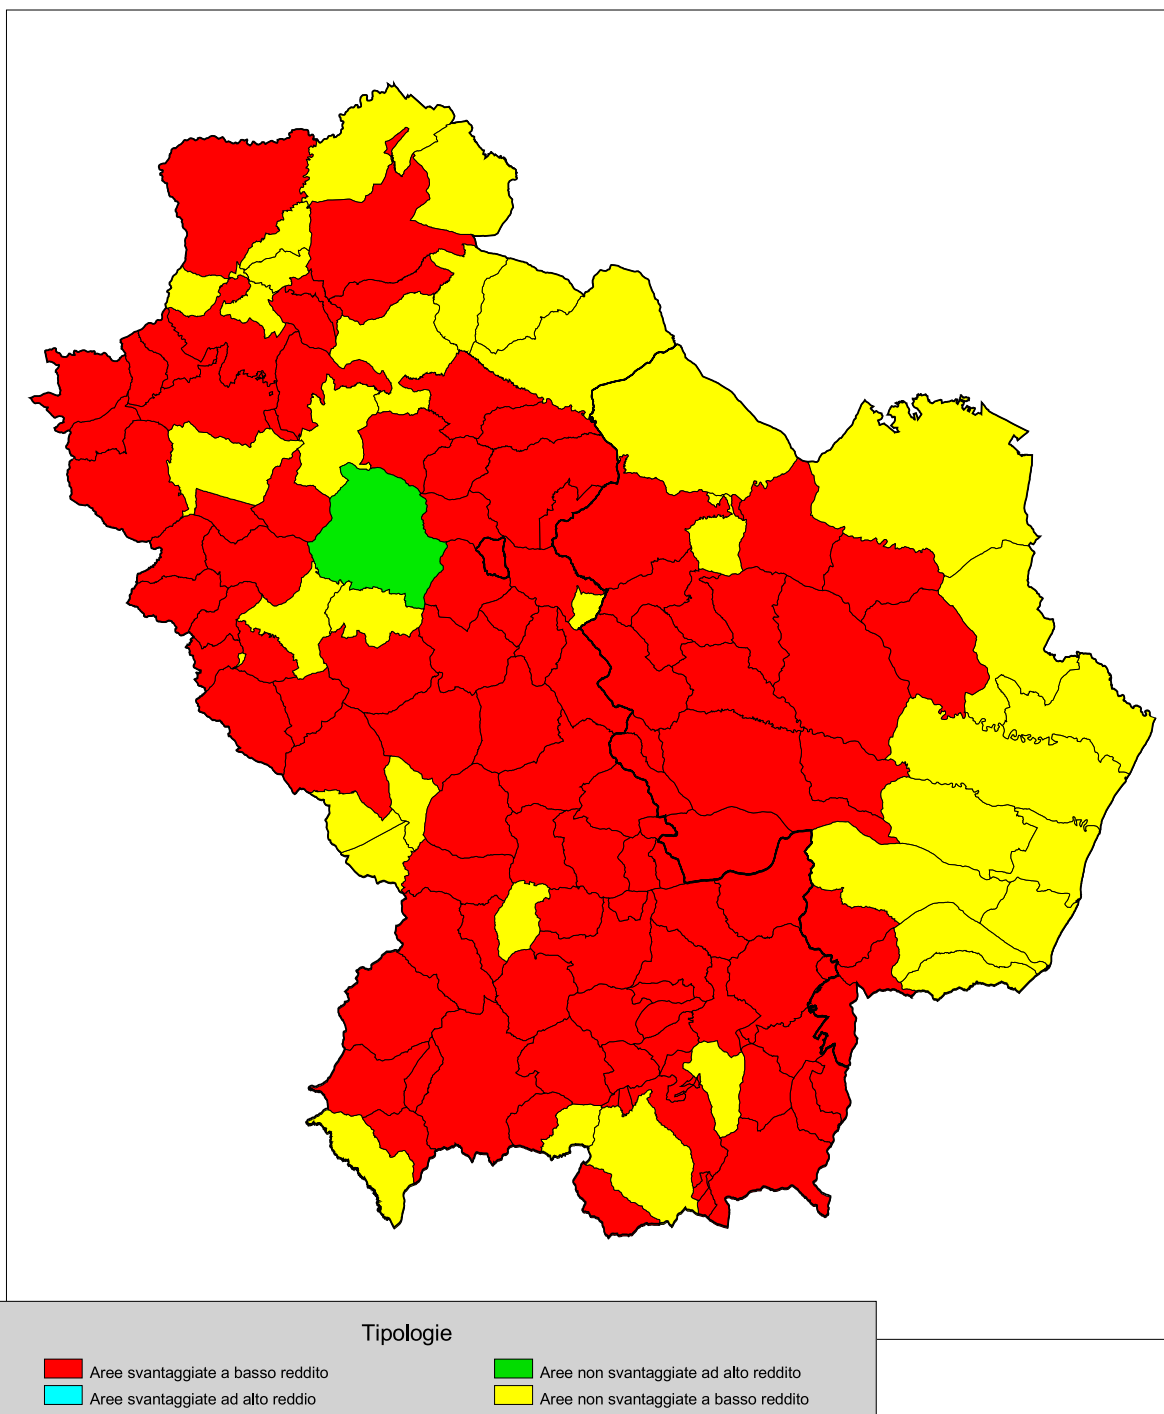 Tipologie
Aree svantaggiate a basso reddito
Aree svantaggiate ad alto reddio
Aree non svantaggiate ad alto reddito
Aree non svantaggiate a basso reddito